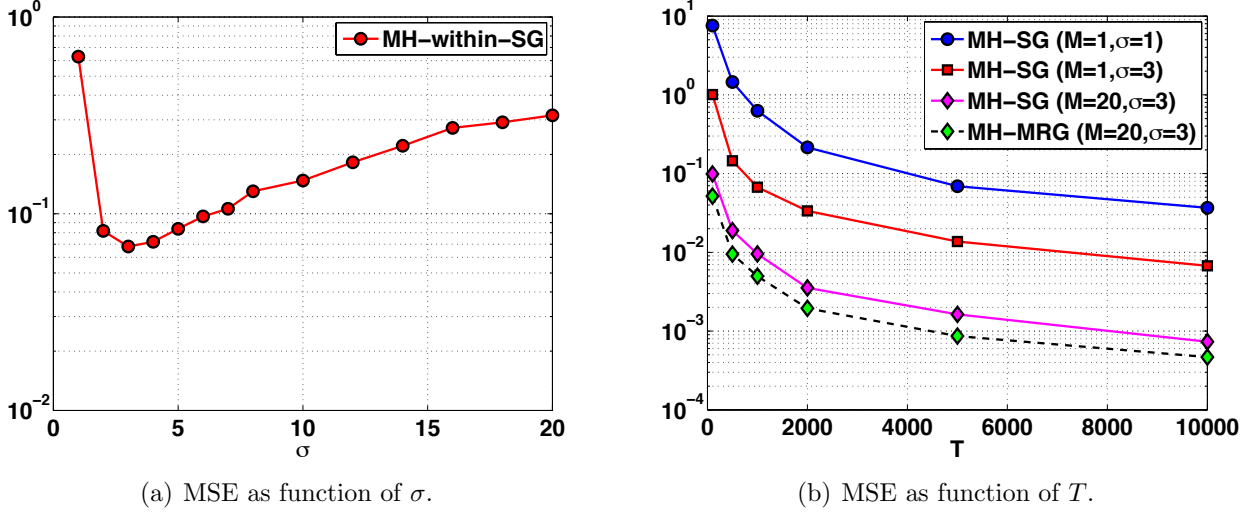 10^0
10^-1
10^-2
0 5 10 15 20
σ
MH-within-SG
(a) MSE as function of σ.
10^1
10^0
10^-1
10^-2
10^-3
10^-4
0 2000 4000 6000 8000 10000
T
MH-SG (M=1,σ=1)
MH-SG (M=1,σ=3)
MH-SG (M=20,σ=3)
MH-MRG (M=20,σ=3)
(b) MSE as function of T.